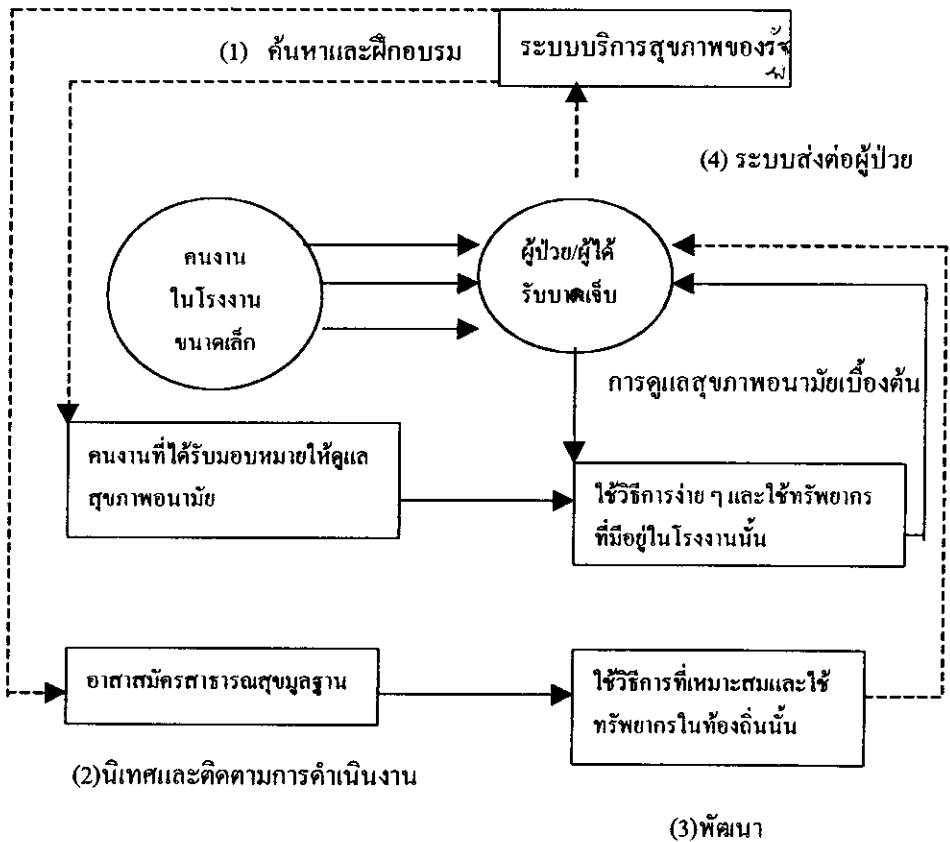 (1) ค้นหาและฝึกอบรม
ระบบบริการสุขภาพของรัฐ
(4) ระบบส่งต่อผู้ป่วย
คนงาน
ในโรงงาน
ขนาดเล็ก
ผู้ป่วย/ผู้ได้
รับบาดเจ็บ
การดูแลสุขภาพอนามัยเบื้องต้น
คนงานที่ได้รับมอบหมายให้ดูแล
สุขภาพอนามัย
ใช้วิธีการง่าย ๆ และใช้ทรัพยากร
ที่มีอยู่ในโรงงานนั้น
อาสาสมัครสาธารณสุขมูลฐาน
ใช้วิธีการที่เหมาะสมและใช้
ทรัพยากรในท้องถิ่นนั้น
(2)นิเทศและติดตามการดำเนินงาน
(3)พัฒนา